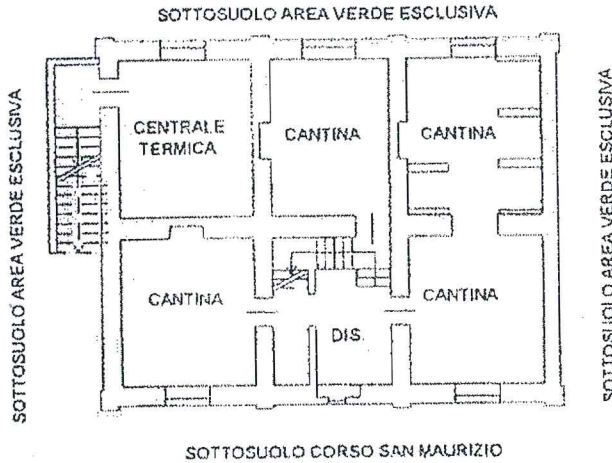 SOTTOSUOLO AREA VERDE ESCLUSIVA
SOTTOSUOLO AREA VERDE ESCLUSIVA
SOTTOSUOLO AREA VERDE ESCLUSIVA
CENTRALE
TERMICA
CANTINA
CANTINA
CANTINA
DIS.
CANTINA
SOTTOSUOLO CORSO SAN MAURIZIO